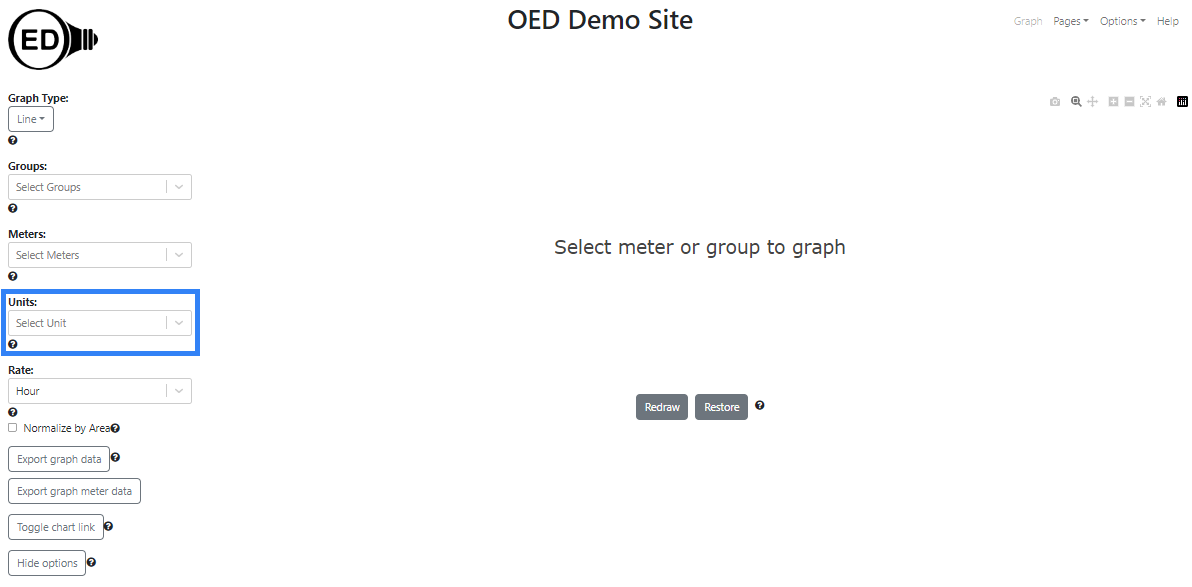 ED
OED Demo Site
Graph Pages Options Help
Graph Type:
Line
Groups:
Select Groups
Meters:
Select Meters
Select meter or group to graph
Units:
Select Unit
Rate:
Hour
Normalize by Area
Redraw Restore
Export graph data
Export graph meter data
Toggle chart link
Hide options